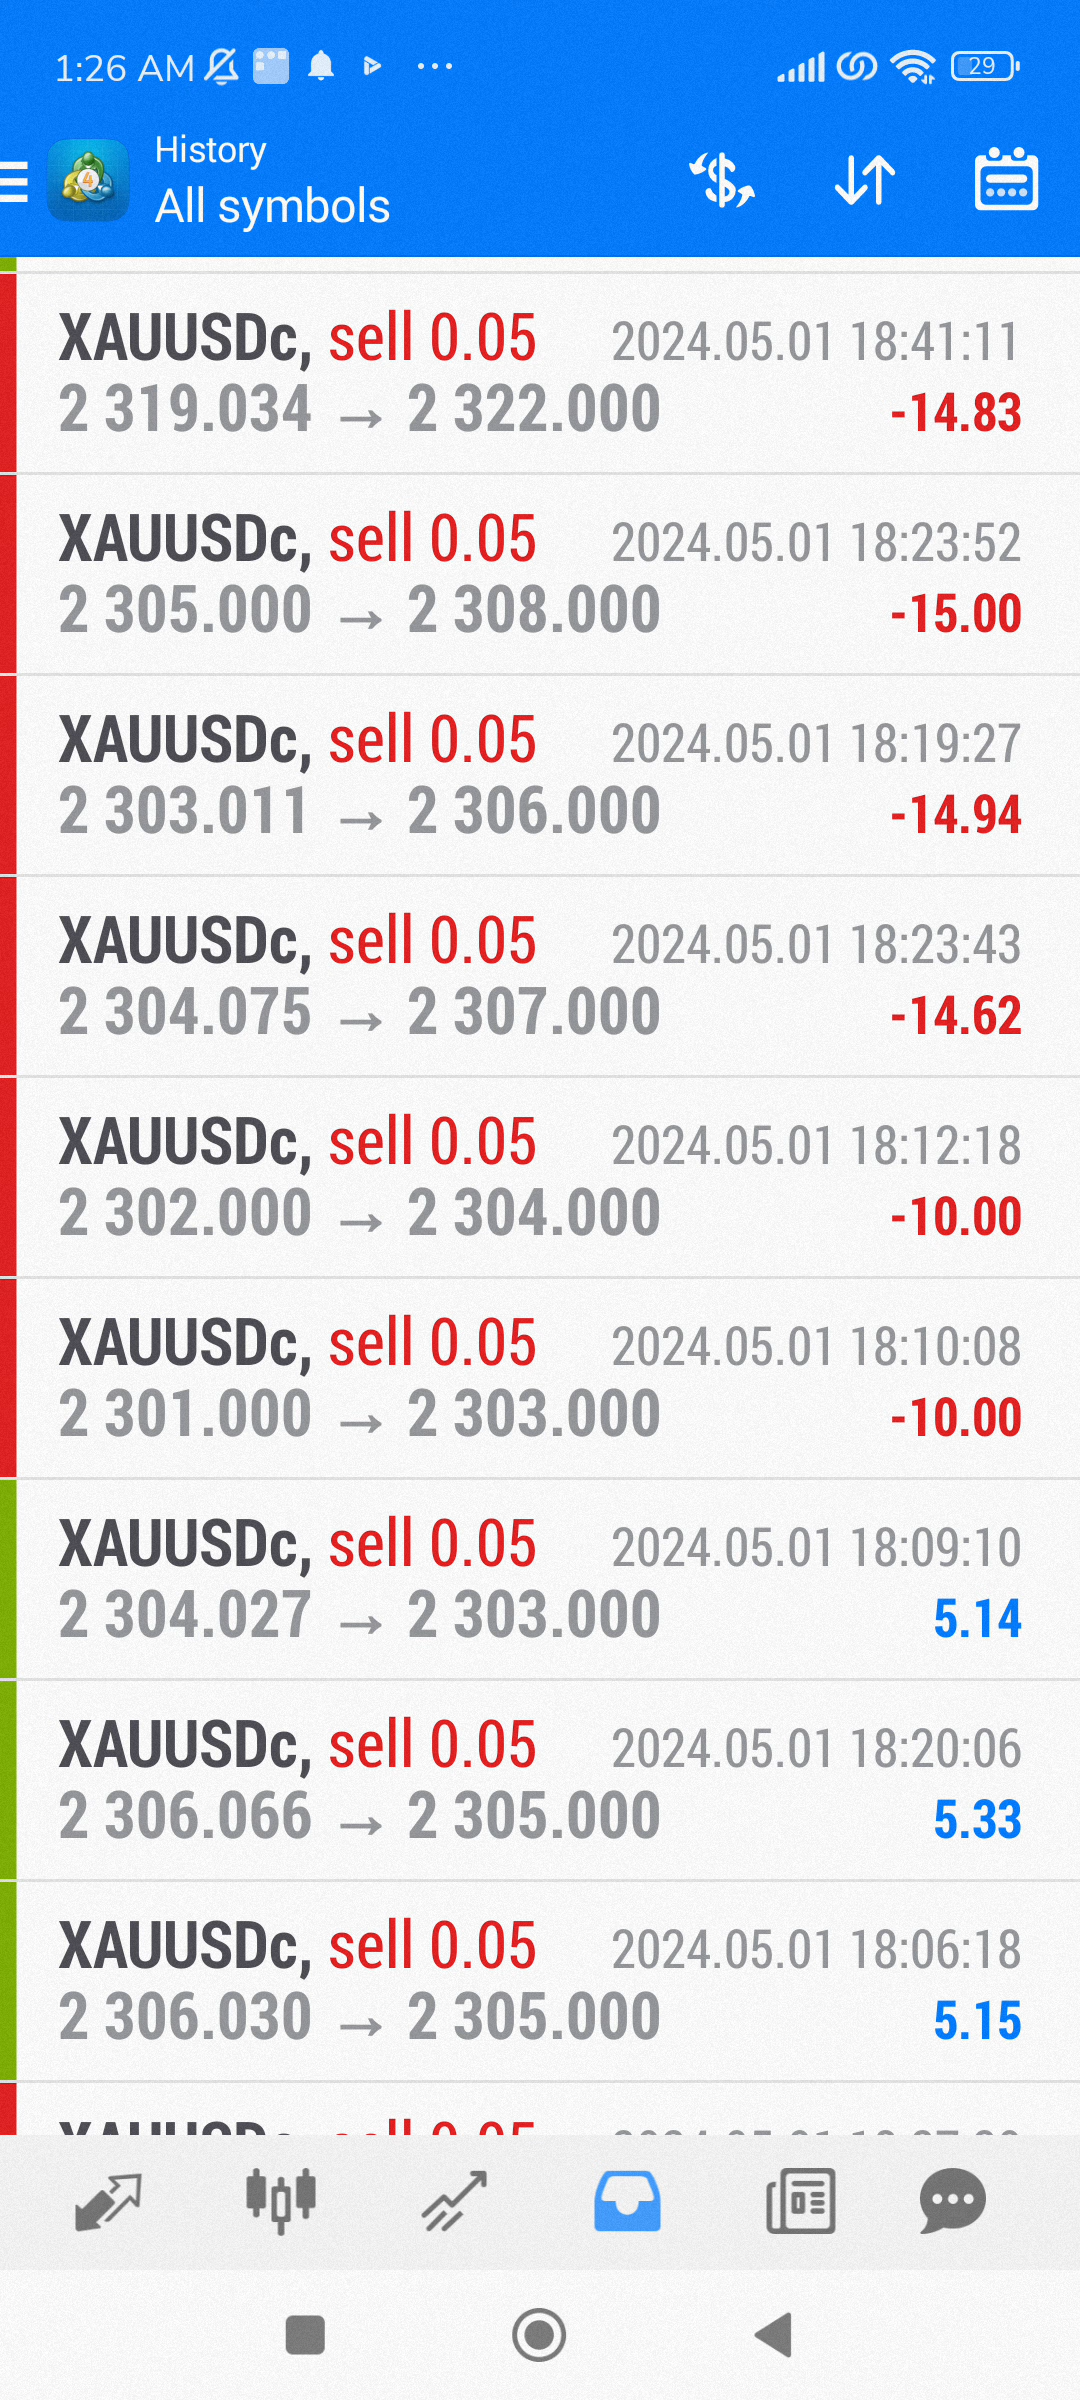 1:26 AM
29
History
All symbols
XAUUSDc, sell 0.05 2024.05.01 18:41:11
2 319.034 → 2 322.000 -14.83
XAUUSDc, sell 0.05 2024.05.01 18:23:52
2 305.000 → 2 308.000 -15.00
XAUUSDc, sell 0.05 2024.05.01 18:19:27
2 303.011 → 2 306.000 -14.94
XAUUSDc, sell 0.05 2024.05.01 18:23:43
2 304.075 → 2 307.000 -14.62
XAUUSDc, sell 0.05 2024.05.01 18:12:18
2 302.000 → 2 304.000 -10.00
XAUUSDc, sell 0.05 2024.05.01 18:10:08
2 301.000 → 2 303.000 -10.00
XAUUSDc, sell 0.05 2024.05.01 18:09:10
2 304.027 → 2 303.000 5.14
XAUUSDc, sell 0.05 2024.05.01 18:20:06
2 306.066 → 2 305.000 5.33
XAUUSDc, sell 0.05 2024.05.01 18:06:18
2 306.030 → 2 305.000 5.15
XAUUSDc, sell 0.05